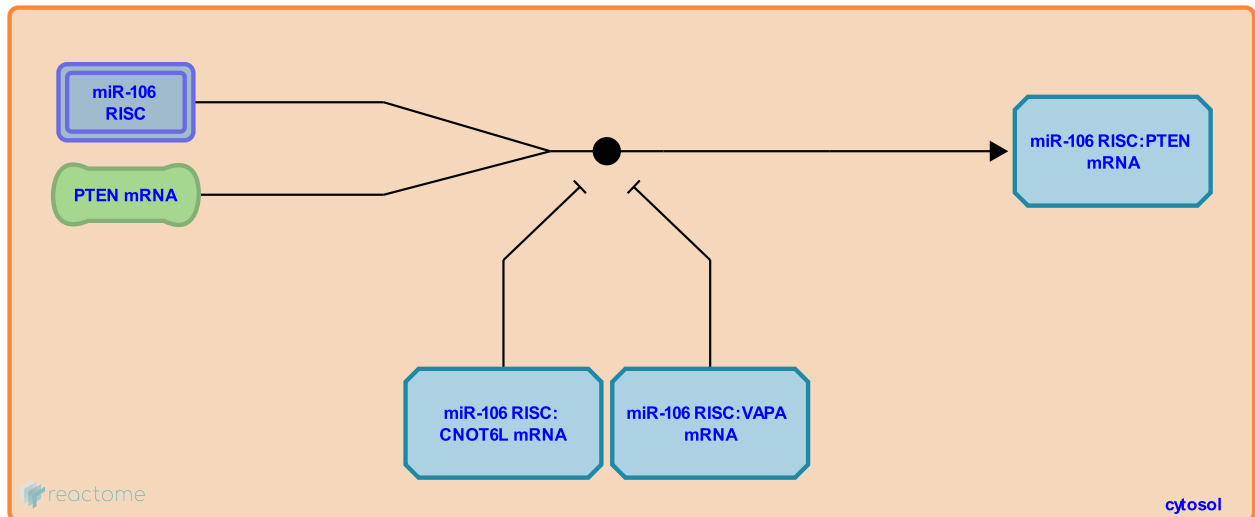 miR-106
RISC
PTEN mRNA
miR-106 RISC:PTEN
mRNA
miR-106 RISC:
CNOT6L mRNA
miR-106 RISC:VAPA
mRNA
reactome
cytosol